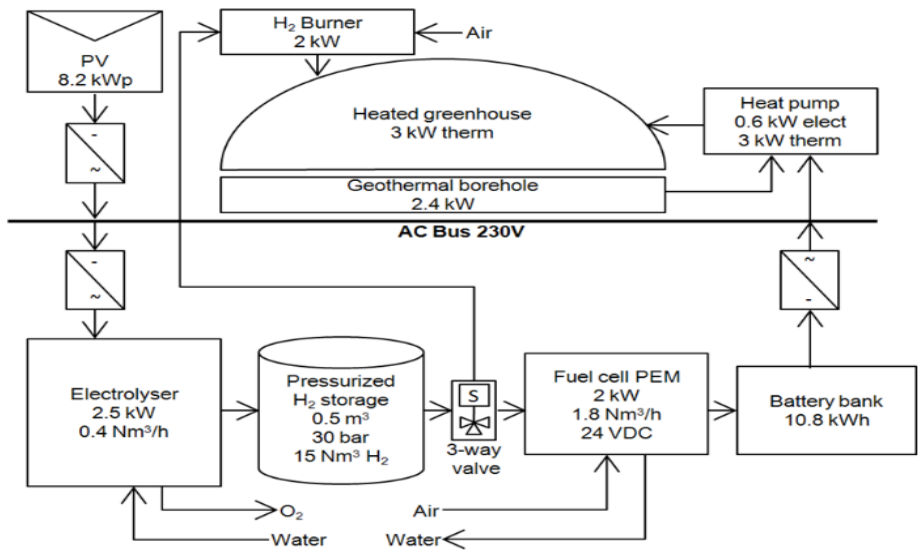 PV
8.2 kWp
H₂ Burner
2 kW
Air
Heated greenhouse
3 kW therm
Heat pump
0.6 kW elect
3 kW therm
Geothermal borehole
2.4 kW
-
~
AC Bus 230V
-
~
~
-
Electrolyser
2.5 kW
0.4 Nm³/h
Pressurized
H₂ storage
0.5 m³
30 bar
15 Nm³ H₂
S
3-way
valve
Fuel cell PEM
2 kW
1.8 Nm³/h
24 VDC
Battery bank
10.8 kWh
O₂
Water
Air
Water